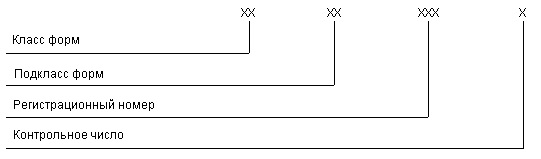 XX XX XXX X
Класс форм
Подкласс форм
Регистрационный номер
Контрольное число